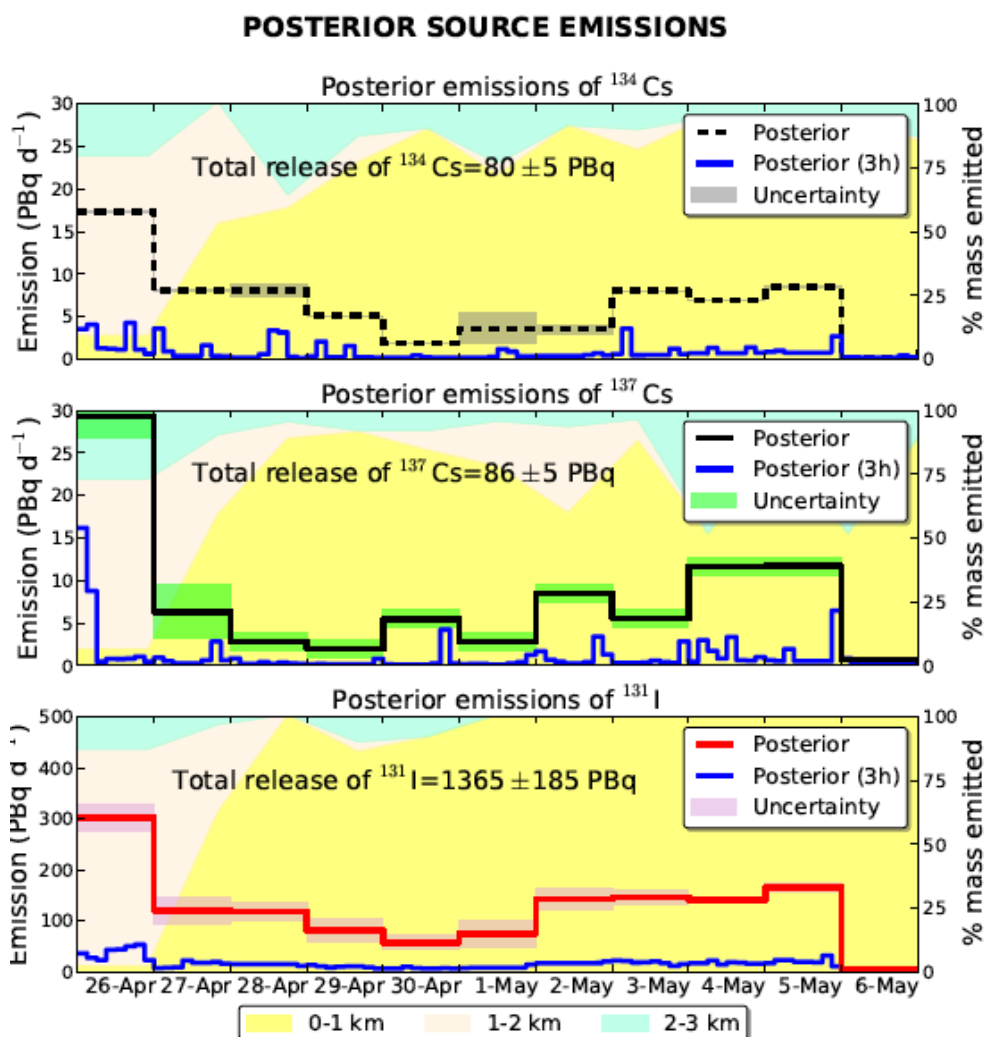 POSTERIOR SOURCE EMISSIONS
Posterior emissions of ¹³⁴Cs
30
25
20
15
10
5
0
Emission (PBq d⁻¹)
100
75
50
25
0
% mass emitted
Total release of ¹³⁴Cs=80 ±5 PBq
Posterior
Posterior (3h)
Uncertainty
Posterior emissions of ¹³⁷Cs
30
25
20
15
10
5
0
Emission (PBq d⁻¹)
100
75
50
25
0
% mass emitted
Total release of ¹³⁷Cs=86 ±5 PBq
Posterior
Posterior (3h)
Uncertainty
Posterior emissions of ¹³¹I
500
400
300
200
100
0
Emission (PBq d⁻¹)
100
75
50
25
0
% mass emitted
Total release of ¹³¹I=1365 ±185 PBq
Posterior
Posterior (3h)
Uncertainty
26-Apr 27-Apr 28-Apr 29-Apr 30-Apr 1-May 2-May 3-May 4-May 5-May 6-May
0-1 km 1-2 km 2-3 km